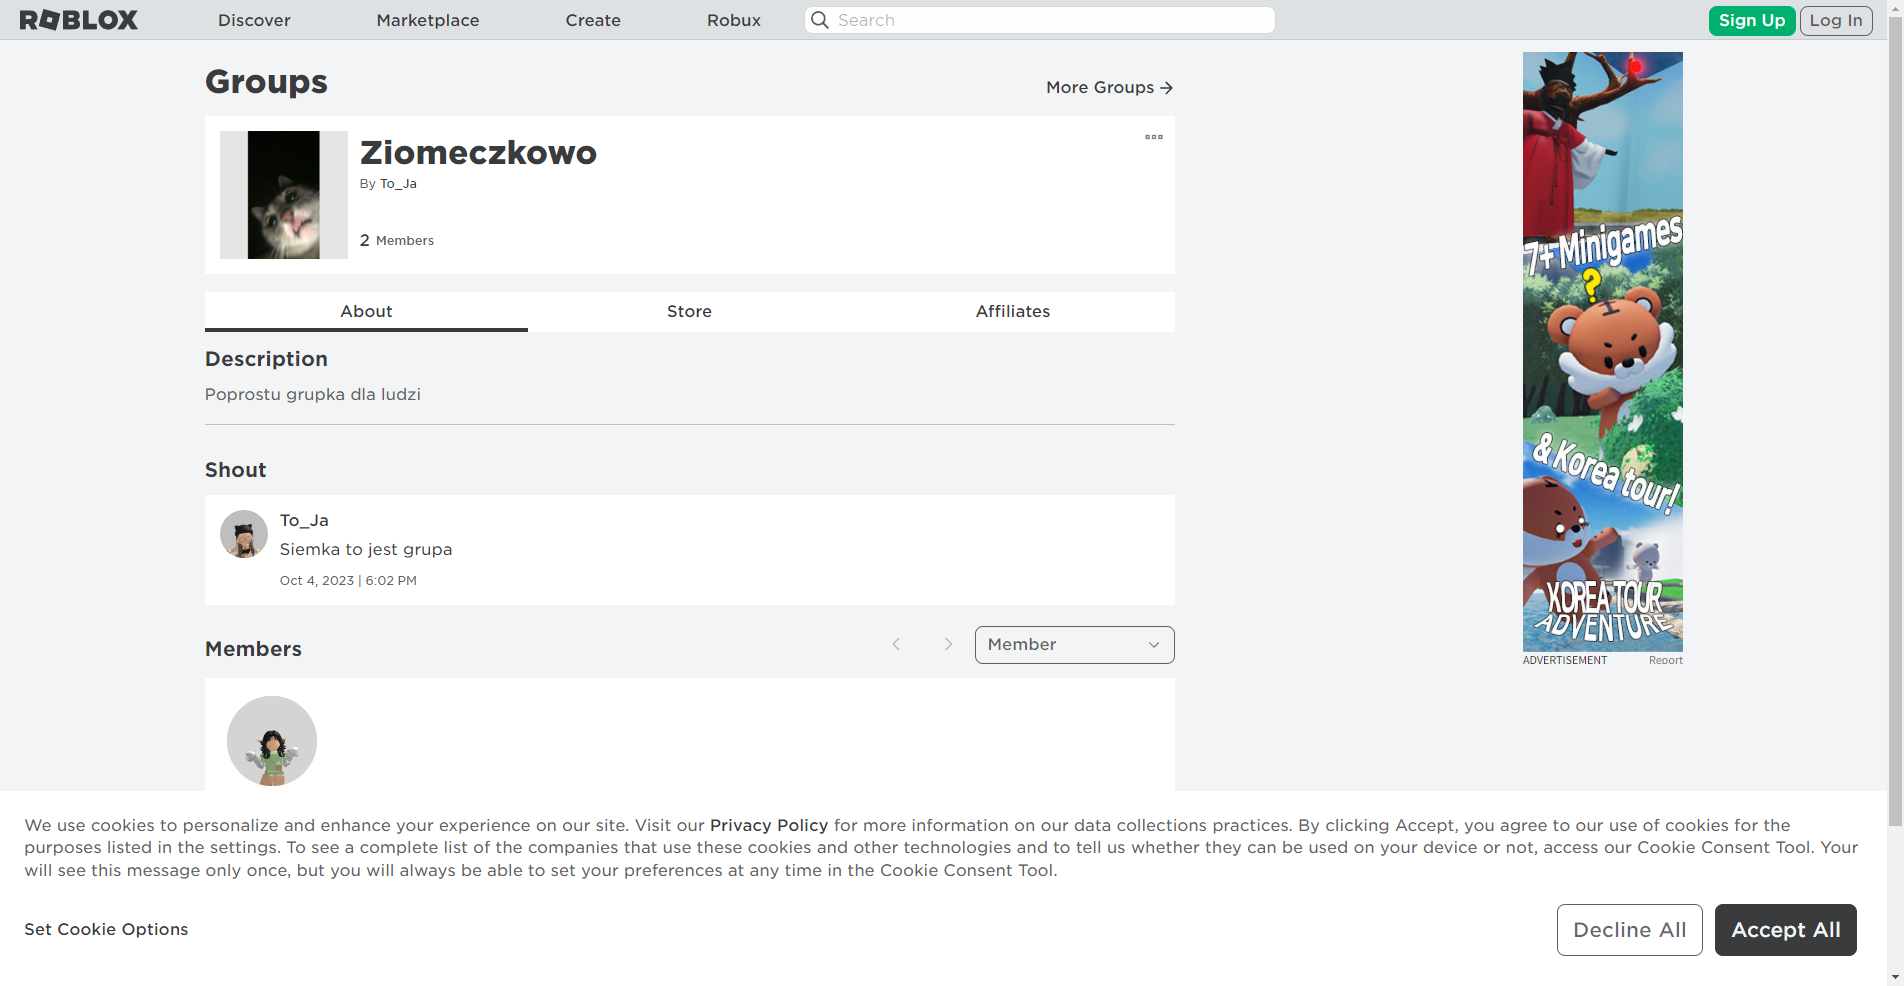 ROBLOX
Discover
Marketplace
Create
Robux
Search
Sign Up
Log In
Groups
More Groups
Ziomeczkowo
By To_Ja
2 Members
About
Store
Affiliates
Description
Poprostu grupka dla ludzi
Shout
To_Ja
Siemka to jest grupa
Oct 4, 2023 | 6:02 PM
Members
Member
7+ Minigames
?
& Korea tour!
KOREA TOUR
ADVENTURE
ADVERTISEMENT
Report
We use cookies to personalize and enhance your experience on our site. Visit our Privacy Policy for more information on our data collections practices. By clicking Accept, you agree to our use of cookies for the
purposes listed in the settings. To see a complete list of the companies that use these cookies and other technologies and to tell us whether they can be used on your device or not, access our Cookie Consent Tool. Your
will see this message only once, but you will always be able to set your preferences at any time in the Cookie Consent Tool.
Set Cookie Options
Decline All
Accept All